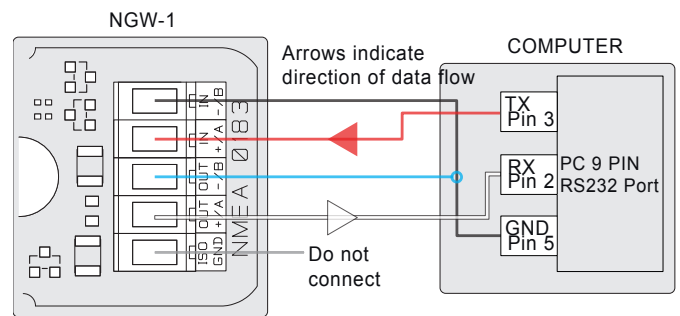 NGW-1
Arrows indicate
direction of data flow
COMPUTER
IN
-/B
IN
+/A
OUT
-/B
OUT
+/A
ISO
GND
NMEA 0183
TX
Pin 3
RX
Pin 2
GND
Pin 5
PC 9 PIN
RS232 Port
Do not
connect